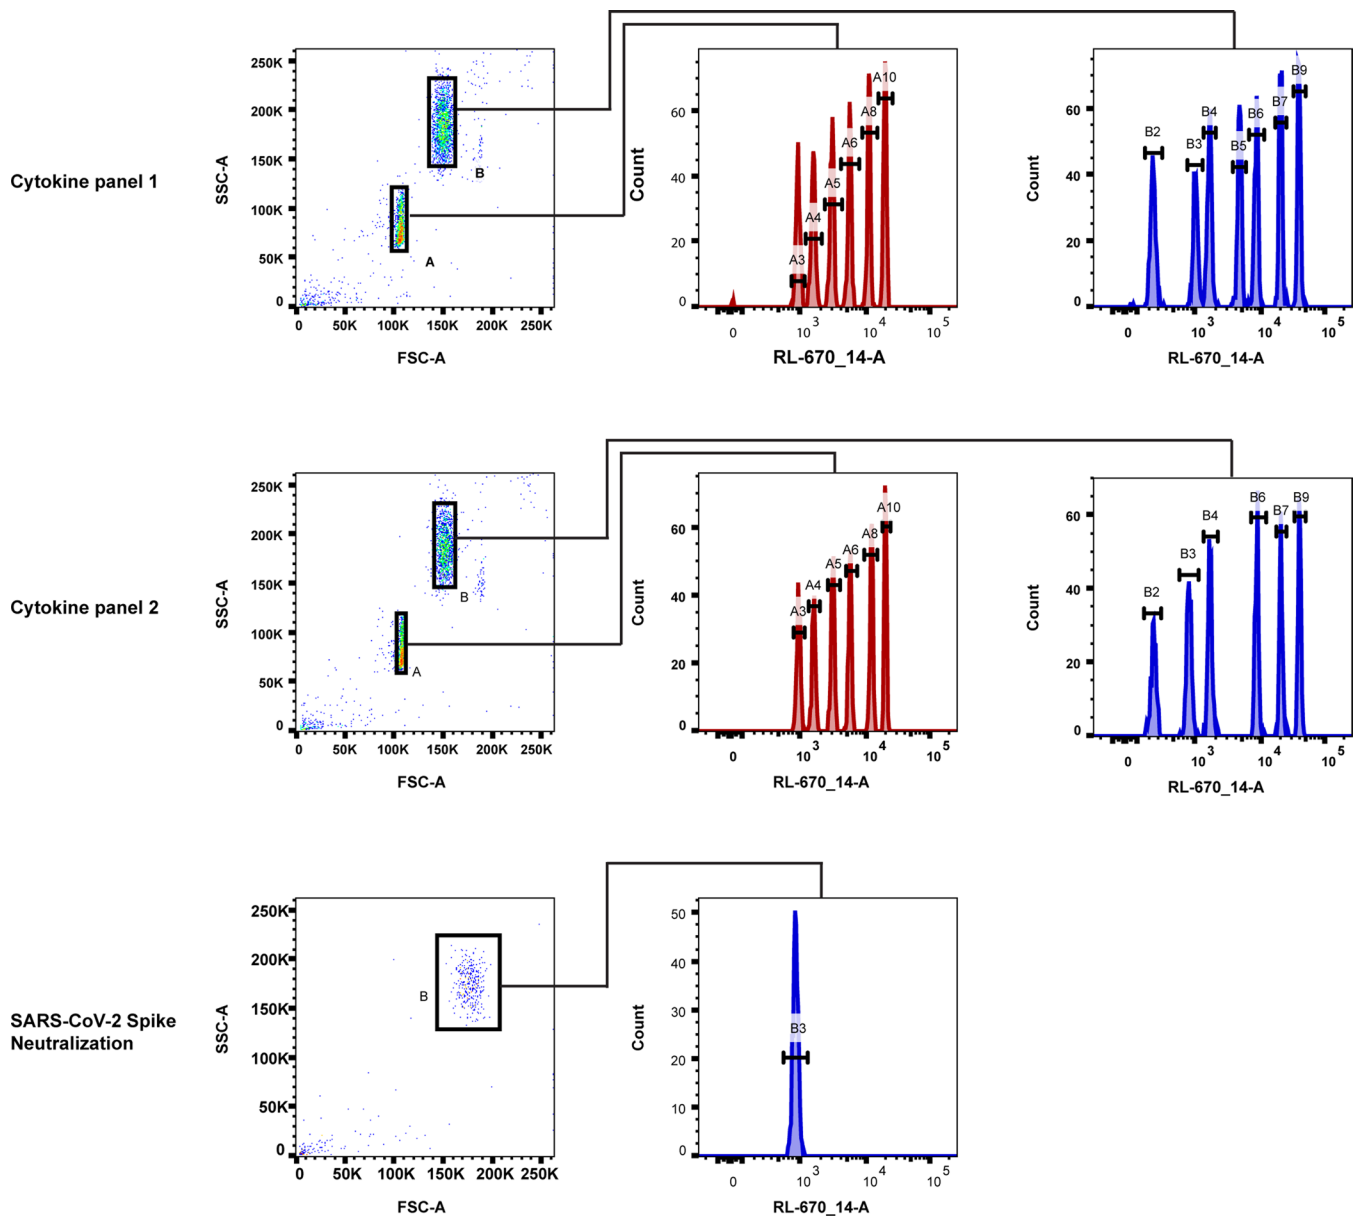 Cytokine panel 1
SSC-A
250K
200K
150K
100K
50K
0
B
A
0 50K 100K 150K 200K 250K
FSC-A
Count
60
40
20
0
A3
A4
A5
A6
A8
A10
0 10 3 10 4 10 5
RL-670_14-A
Count
60
40
20
0
B2
B3
B4
B5
B6
B7
B9
0 10 3 10 4 10 5
RL-670_14-A
Cytokine panel 2
SSC-A
250K
200K
150K
100K
50K
0
B
A
0 50K 100K 150K 200K 250K
FSC-A
Count
60
40
20
0
A3
A4
A5
A6
A8
A10
0 10 3 10 4 10 5
RL-670_14-A
Count
60
40
20
0
B2
B3
B4
B6
B7
B9
0 10 3 10 4 10 5
RL-670_14-A
SARS-CoV-2 Spike
Neutralization
SSC-A
250K
200K
150K
100K
50K
0
B
0 50K 100K 150K 200K 250K
FSC-A
Count
50
40
30
20
10
0
B3
0 10 3 10 4 10 5
RL-670_14-A